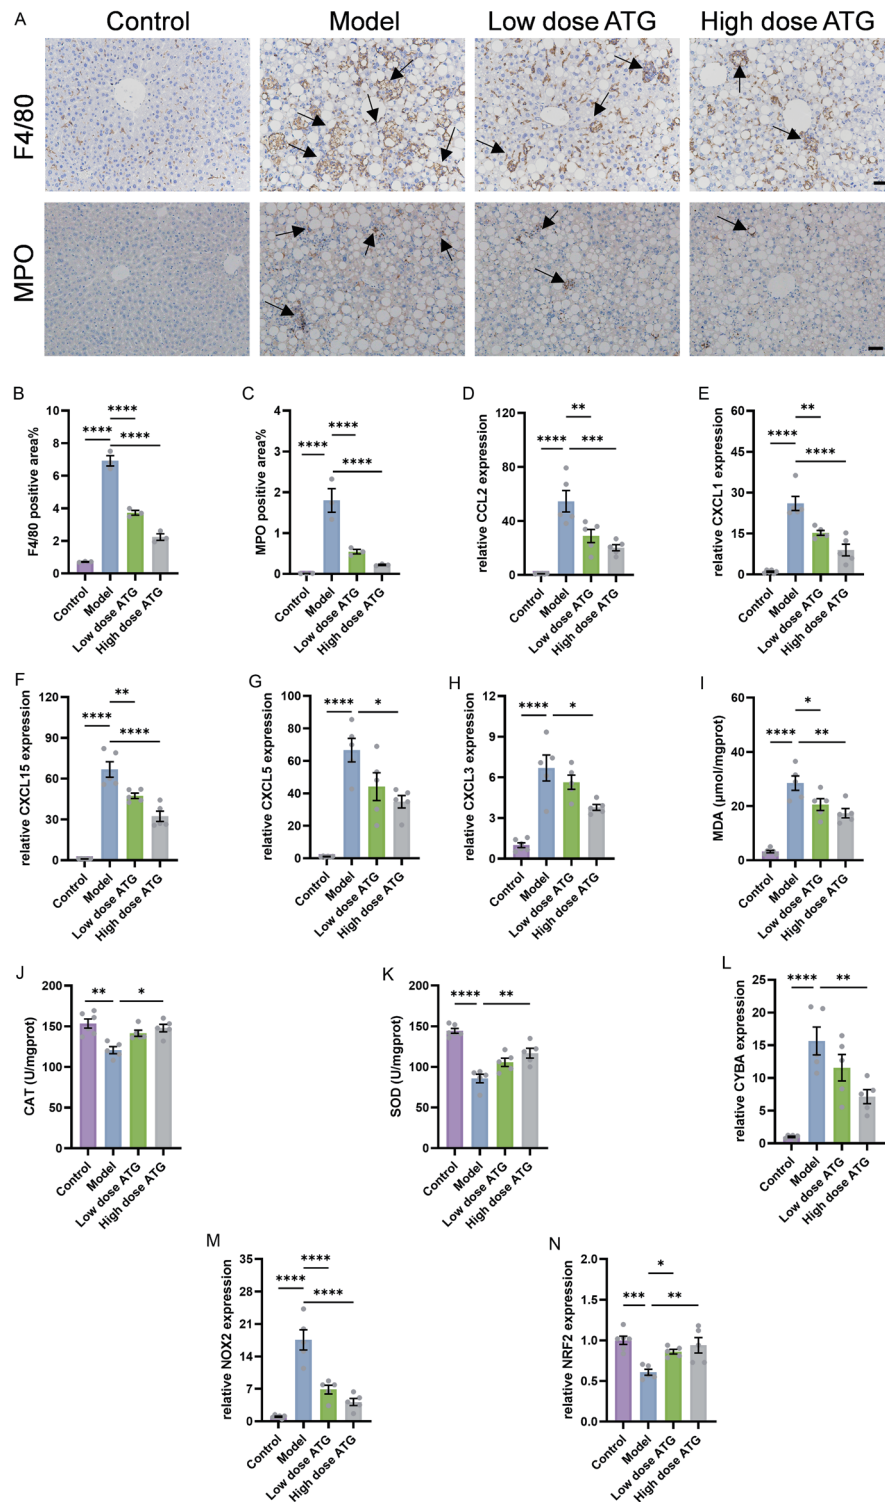 A
Control
Model
Low dose ATG
High dose ATG
F4/80
MPO
B
F4/80 positive area%
10
8
6
4
2
0
****
****
****
Control
Model
Low dose ATG
High dose ATG
C
MPO positive area%
4
3
2
1
0
****
****
****
Control
Model
Low dose ATG
High dose ATG
D
relative CCL2 expression
120
80
40
0
**
****
***
Control
Model
Low dose ATG
High dose ATG
E
relative CXCL1 expression
60
45
30
15
0
**
****
****
Control
Model
Low dose ATG
High dose ATG
F
relative CXCL15 expression
120
90
60
30
0
**
****
****
Control
Model
Low dose ATG
High dose ATG
G
relative CXCL5 expression
100
80
60
40
20
0
****
*
Control
Model
Low dose ATG
High dose ATG
H
relative CXCL3 expression
12
9
6
3
0
****
*
Control
Model
Low dose ATG
High dose ATG
I
MDA (μmol/mgprot)
60
40
20
0
*
****
**
Control
Model
Low dose ATG
High dose ATG
J
CAT (U/mgprot)
200
150
100
50
0
**
*
Control
Model
Low dose ATG
High dose ATG
K
SOD (U/mgprot)
200
150
100
50
0
****
**
Control
Model
Low dose ATG
High dose ATG
L
relative CYBA expression
25
20
15
10
5
0
****
**
Control
Model
Low dose ATG
High dose ATG
M
relative NOX2 expression
35
28
21
14
7
0
****
****
****
Control
Model
Low dose ATG
High dose ATG
N
relative NRF2 expression
2.0
1.5
1.0
0.5
0.0
*
***
**
Control
Model
Low dose ATG
High dose ATG